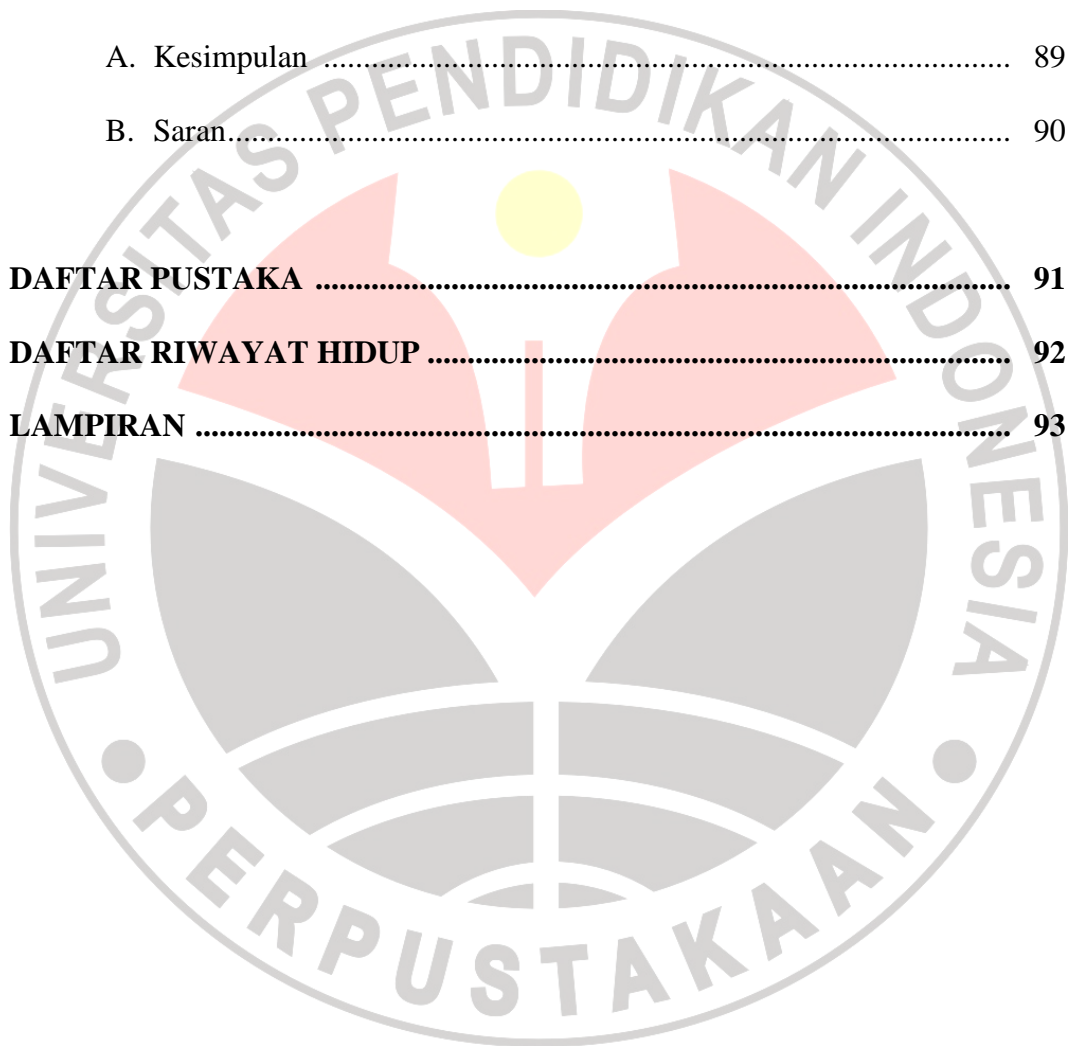 A. Kesimpulan ..................................................................................... 89
B. Saran................................................................................................. 90
DAFTAR PUSTAKA ....................................................................................... 91
DAFTAR RIWAYAT HIDUP ......................................................................... 92
LAMPIRAN ...................................................................................................... 93
UNIVERSITAS PENDIDIKAN INDONESIA
PERPUSTAKAAN